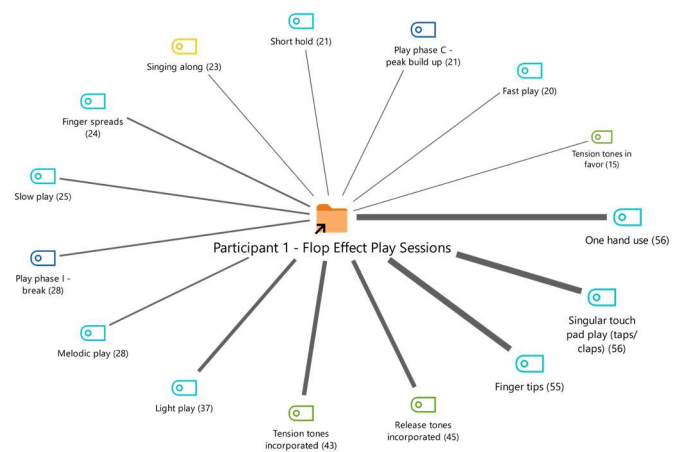 Short hold (21)
Play phase C -
peak build up (21)
Singing along (23)
Fast play (20)
Finger spreads
(24)
Tension tones in
favor (15)
Slow play (25)
One hand use (56)
Participant 1 - Flop Effect Play Sessions
Play phase I -
break (28)
Singular touch
pad play (taps/
claps) (56)
Melodic play (28)
Finger tips (55)
Light play (37)
Release tones
incorporated (45)
Tension tones
incorporated (43)